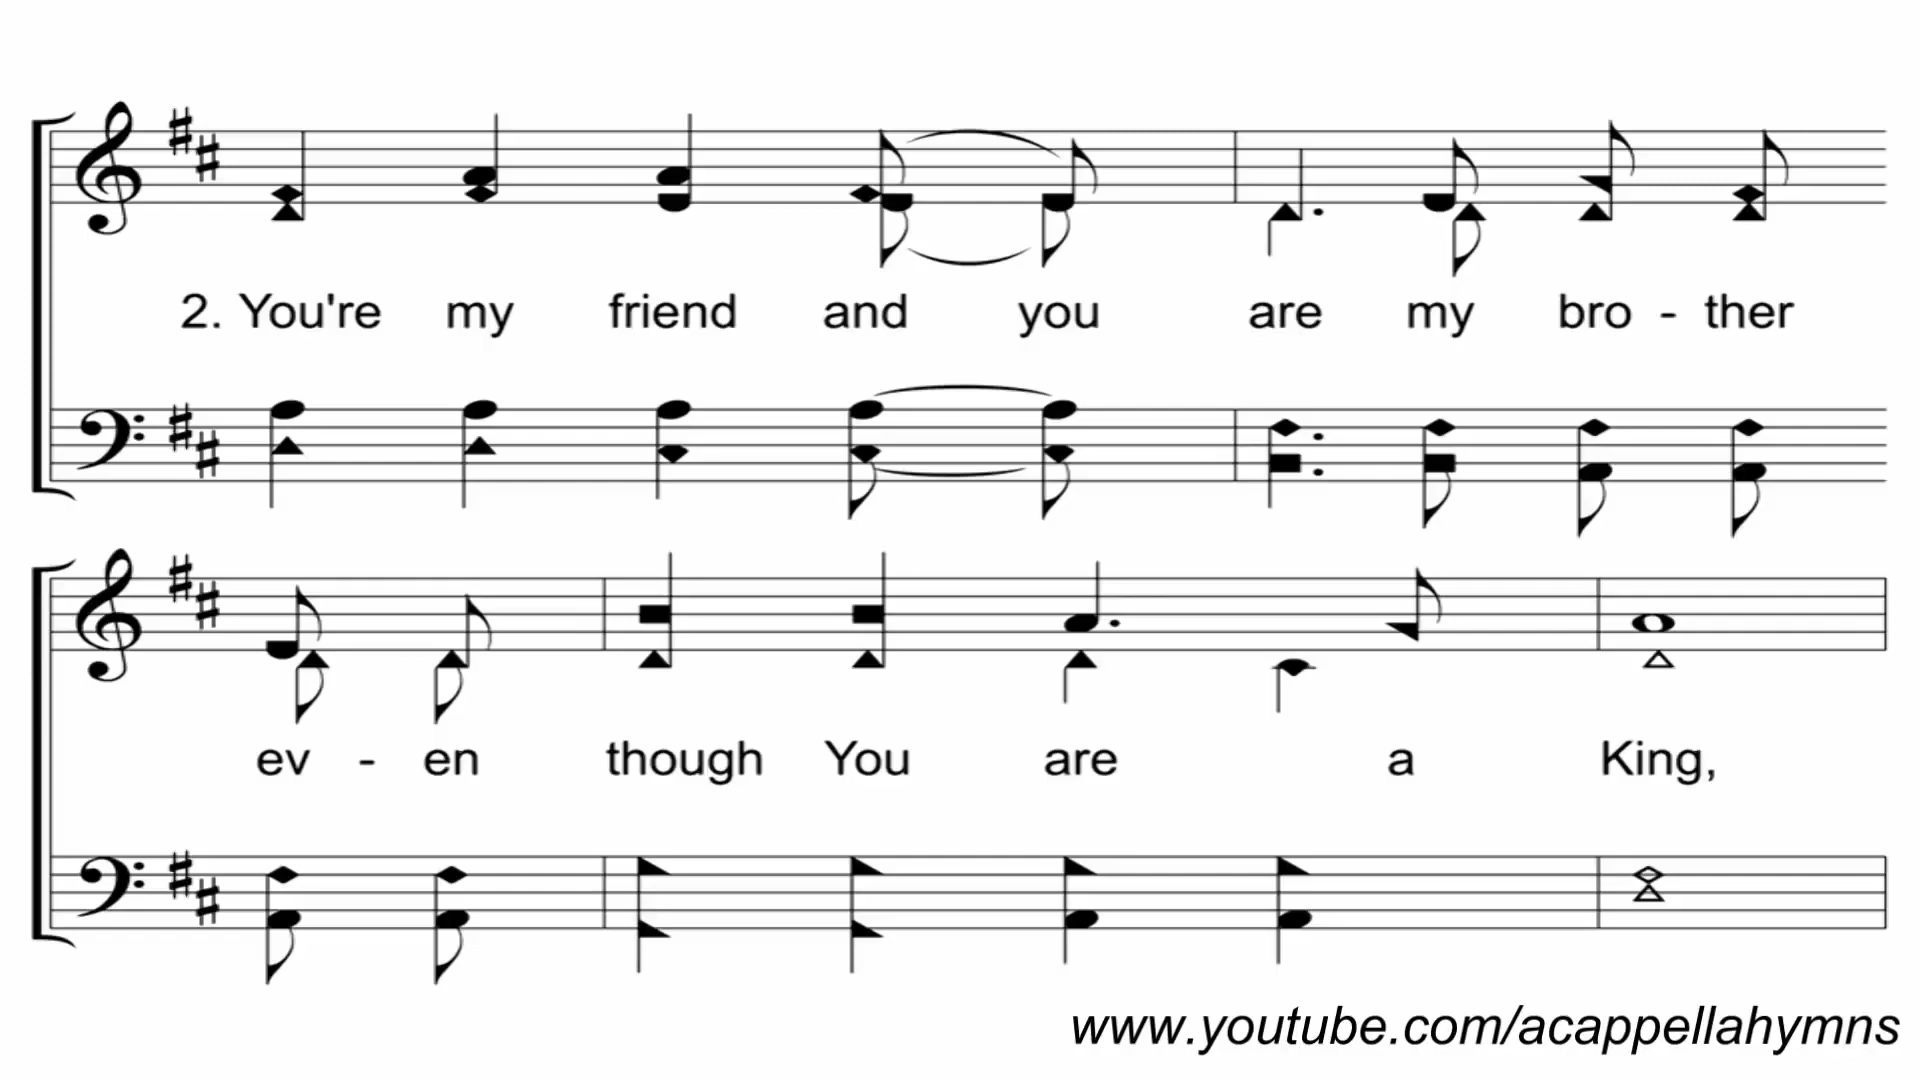 2. You're my friend and you are my bro - ther
ev - en though You are a King,
www.youtube.com/acappellahymns